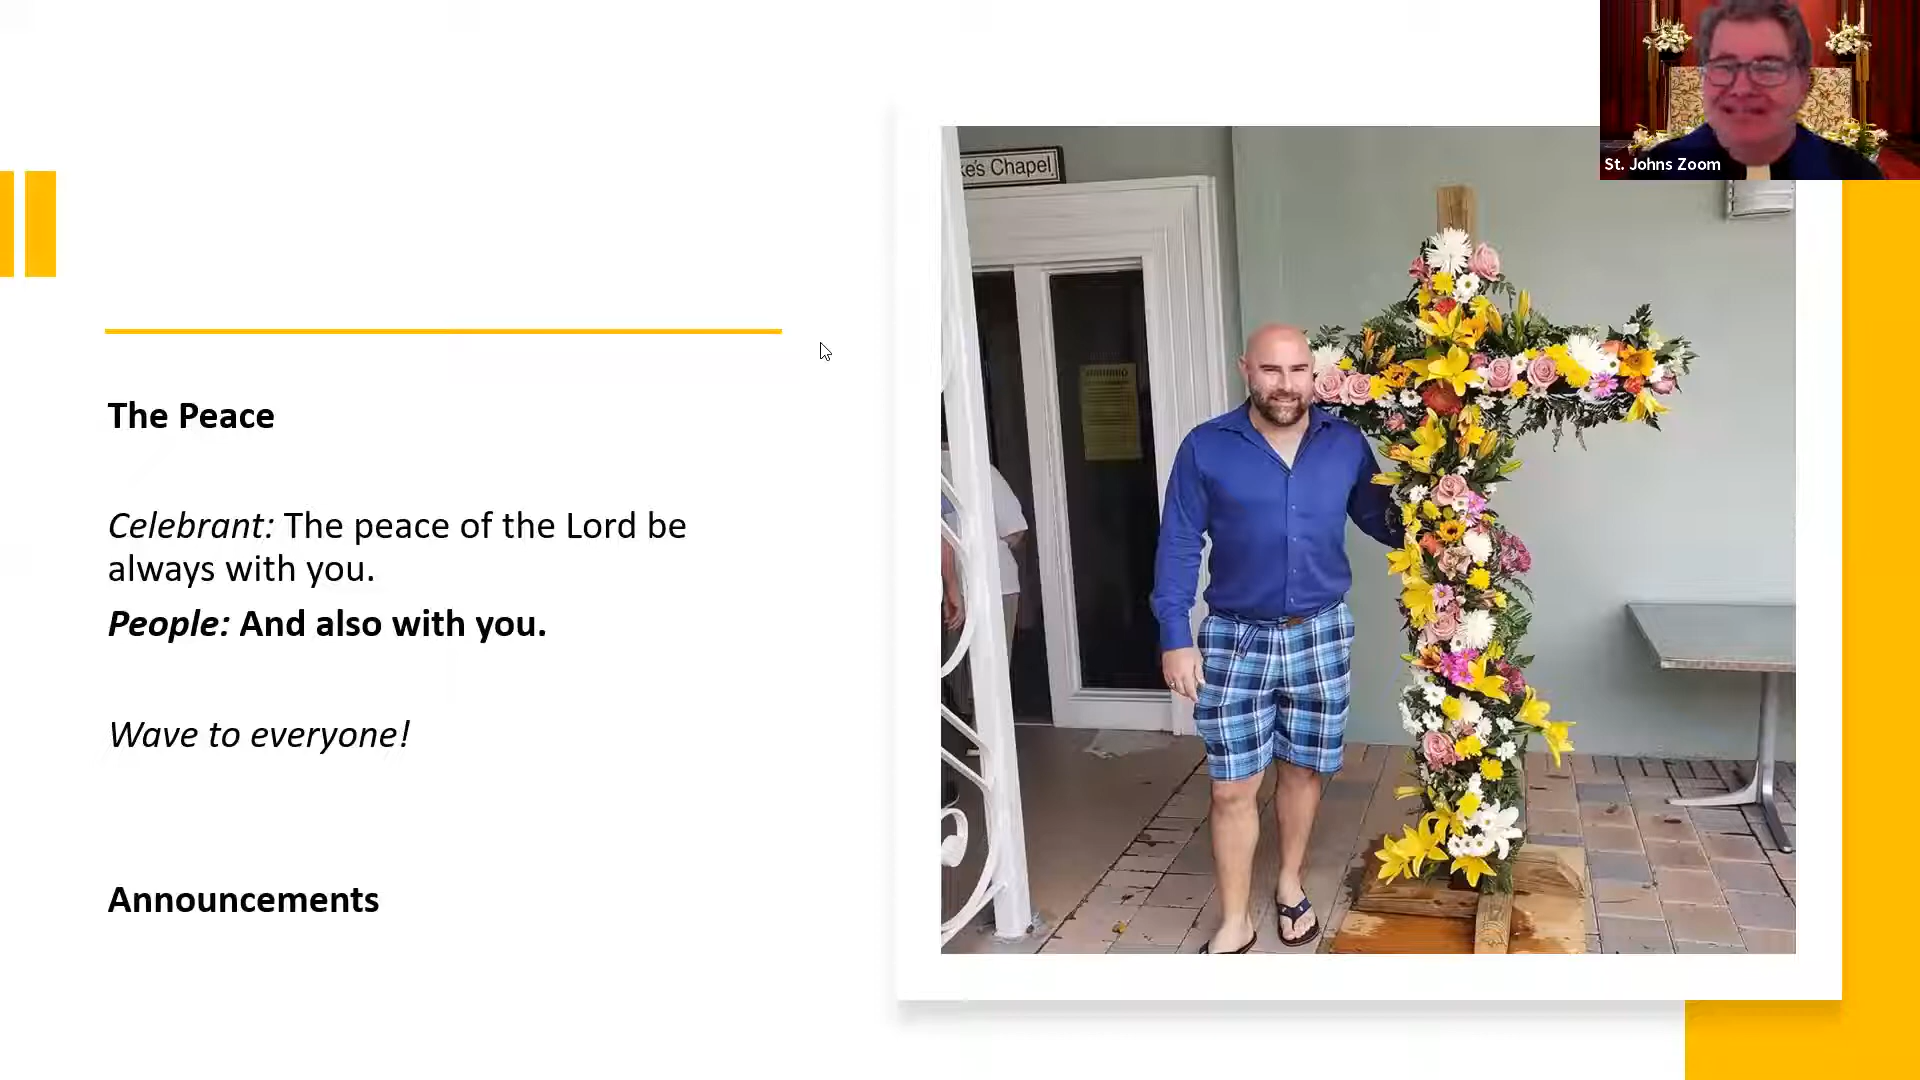 The Peace
Celebrant: The peace of the Lord be
always with you.
People: And also with you.
Wave to everyone!
Announcements
ke's Chapel
St. Johns Zoom